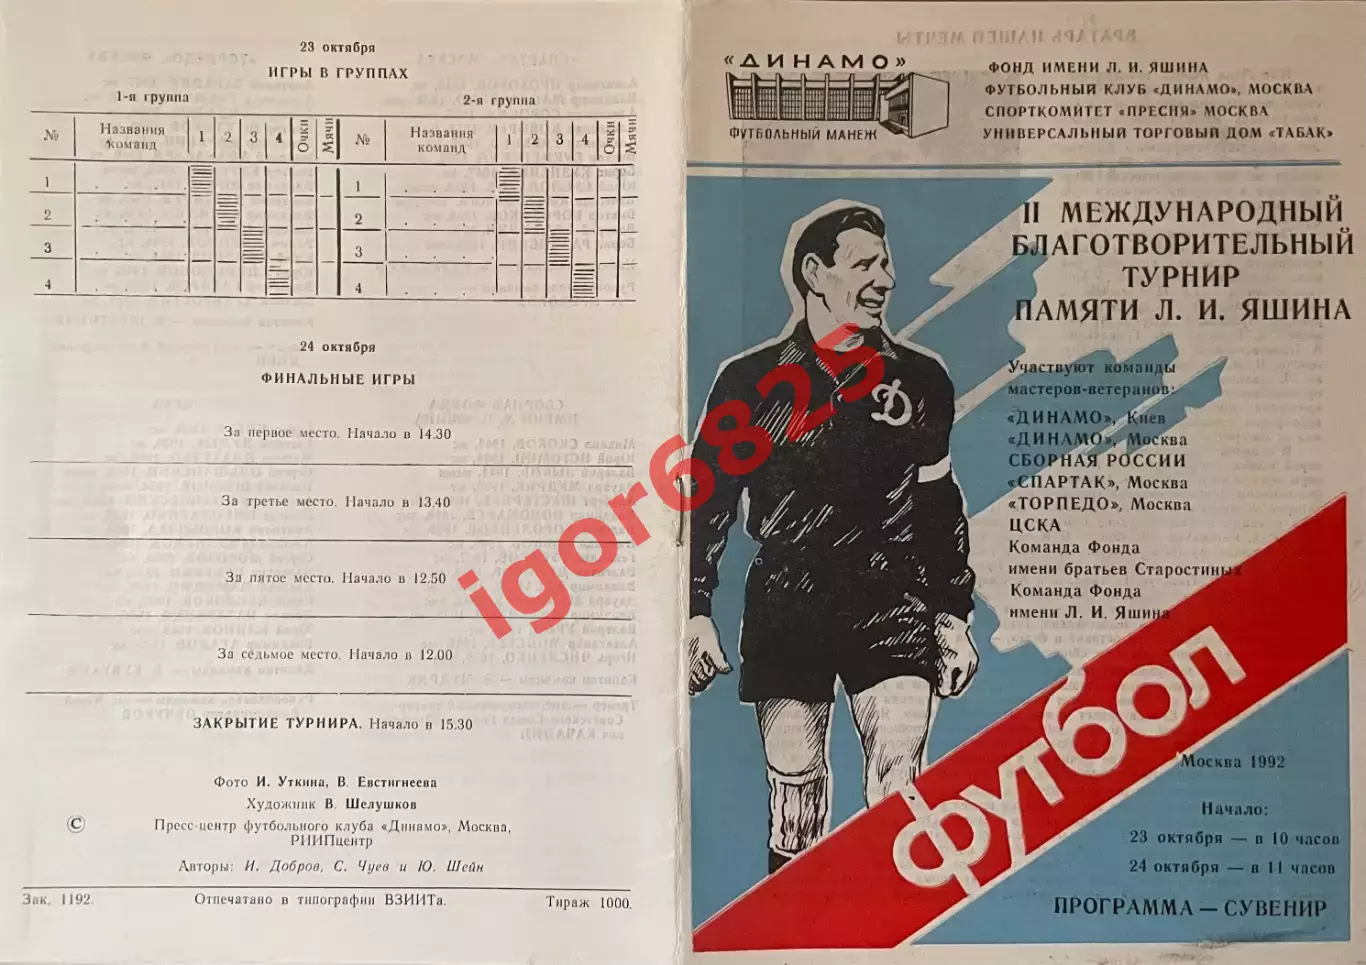 23 октября
ИГРЫ В ГРУППАХ
1-я группа
2-я группа
№ Названия команд 1 2 3 4 Очки Мячи № Названия команд 1 2 3 4 Очки Мячи
1 1
2 2
3 3
4 4
24 октября
ФИНАЛЬНЫЕ ИГРЫ
За первое место. Начало в 14.30
За третье место. Начало в 13.40
За пятое место. Начало в 12.50
За седьмое место. Начало в 12.00
ЗАКРЫТИЕ ТУРНИРА. Начало в 15.30
Фото И. Уткина, В. Евстигнеева
Художник В. Шелушков
© Пресс-центр футбольного клуба «Динамо», Москва,
РИИПцентр
Авторы: И. Добров, С. Чуев и Ю. Шейн
Зак. 1192. Отпечатано в типографии ВЗИИТа. Тираж 1000.
«ДИНАМО»
ФУТБОЛЬНЫЙ МАНЕЖ
ФОНД ИМЕНИ Л. И. ЯШИНА
ФУТБОЛЬНЫЙ КЛУБ «ДИНАМО», МОСКВА
СПОРТКОМИТЕТ «ПРЕСНЯ» МОСКВА
УНИВЕРСАЛЬНЫЙ ТОРГОВЫЙ ДОМ «ТАБАК»
II МЕЖДУНАРОДНЫЙ
БЛАГОТВОРИТЕЛЬНЫЙ
ТУРНИР
ПАМЯТИ Л. И. ЯШИНА
Участвуют команды
мастеров-ветеранов:
«ДИНАМО», Киев
«ДИНАМО», Москва
СБОРНАЯ РОССИИ
«СПАРТАК», Москва
«ТОРПЕДО», Москва
ЦСКА
Команда Фонда
имени братьев Старостиных
Команда Фонда
имени Л. И. Яшина
Д
футбол
Москва 1992
Начало:
23 октября — в 10 часов
24 октября — в 11 часов
ПРОГРАММА — СУВЕНИР
igor6825